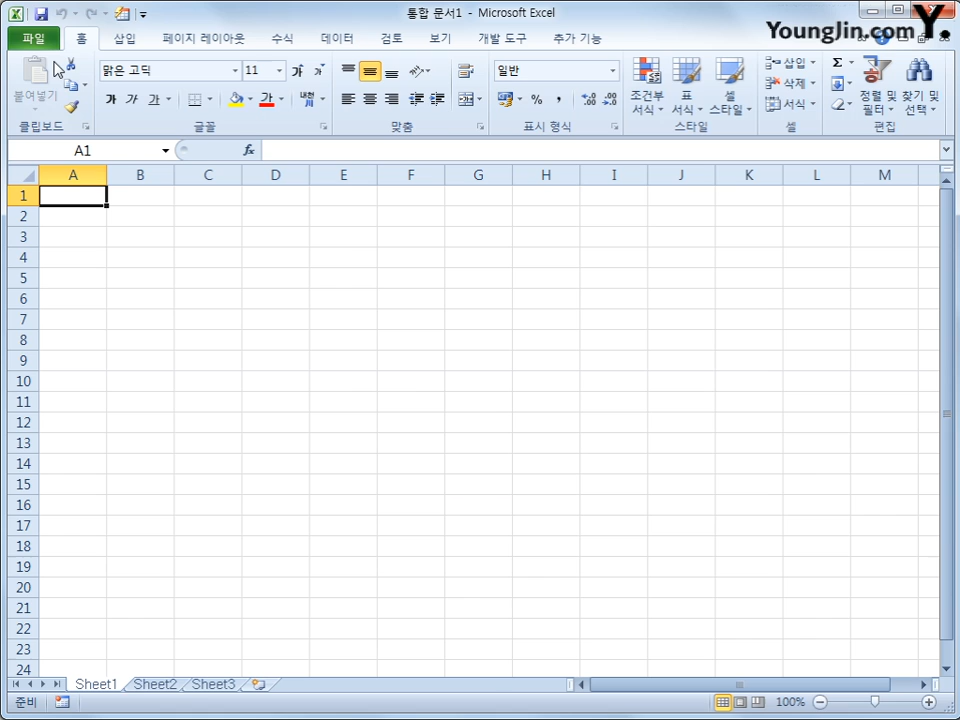 통합 문서1 - Microsoft Excel
YoungJin.com Y.
파일 홈 삽입 페이지 레이아웃 수식 데이터 검토 보기 개발 도구 추가 기능
붙여넣기 맑은 고딕 11 가 가 일반 조건부 서식 표 서식 셀 스타일 삽입 삭제 서식 Σ 정렬 및 필터 찾기 및 선택
가 가 가 가 내천 % ,
클립보드 글꼴 맞춤 표시 형식 스타일 셀 편집
A1 fx
A B C D E F G H I J K L M
1
2
3
4
5
6
7
8
9
10
11
12
13
14
15
16
17
18
19
20
21
22
23
24
Sheet1 Sheet2 Sheet3
준비 100%